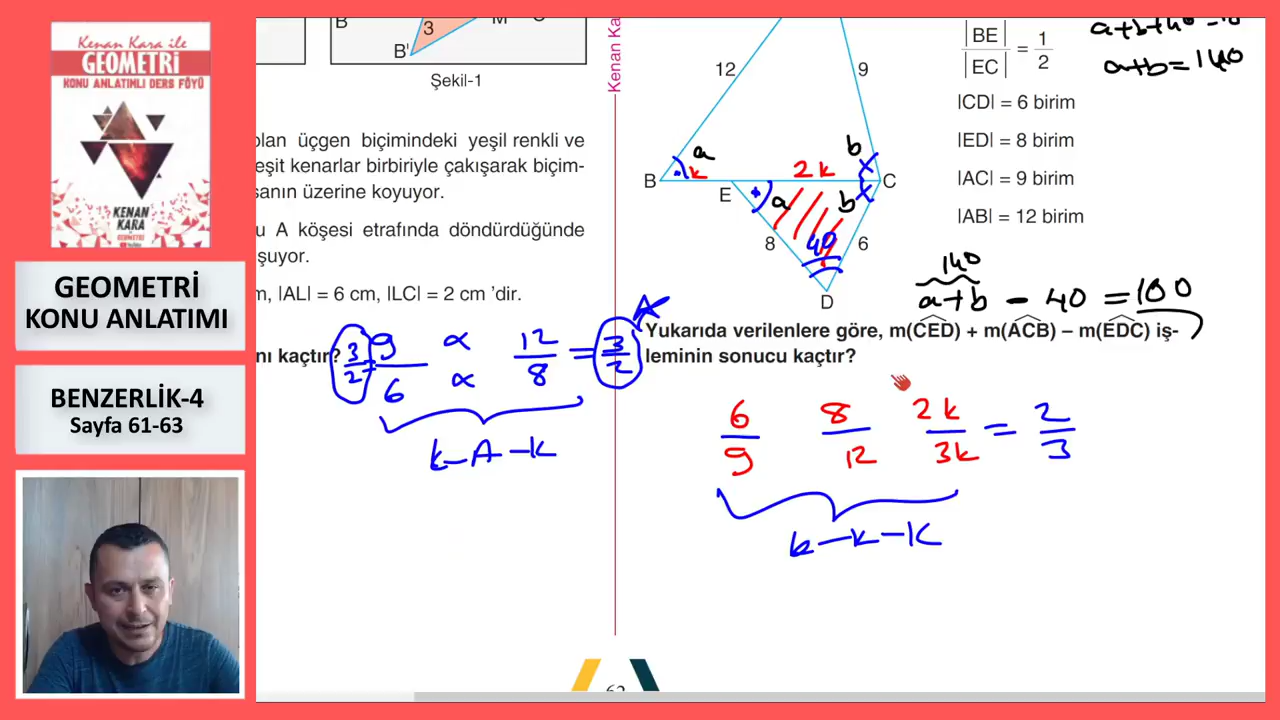 Kenan Kara ile
GEOMETRİ
KONU ANLATIMLI DERS FÖYÜ
KENAN
KARA
GEOMETRİ
KONU ANLATIMI
BENZERLİK-4
Sayfa 61-63
B
3
M
C
B'
Şekil-1
olan üçgen biçimindeki yeşil renkli ve
eşit kenarlar birbiriyle çakışarak biçim-
sanın üzerine koyuyor.
u A köşesi etrafında döndürdüğünde
şuyor.
m, |AL| = 6 cm, |LC| = 2 cm 'dir.
nı kaçtır?
3/2 = 9/6 α α 12/8 = 3/2
A
k-A-K
Kenan Ka
12
9
a
b
k
2k
B
E
C
a
b
8
40
6
D
a+b+40=18
a+b=140
|BE|/|EC| = 1/2
|CD| = 6 birim
|ED| = 8 birim
|AC| = 9 birim
|AB| = 12 birim
140
a+b - 40 = 100
Yukarıda verilenlere göre, m(CED) + m(ACB) – m(EDC) iş-
leminin sonucu kaçtır?
6/9 8/12 2k/3k = 2/3
k-k-K
62